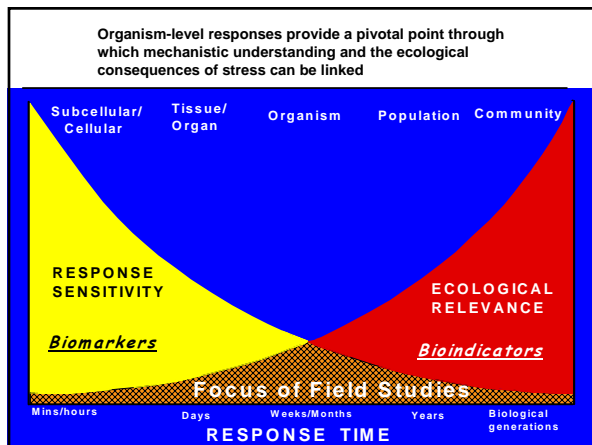 Organism-level responses provide a pivotal point through
which mechanistic understanding and the ecological
consequences of stress can be linked
Subcellular/
Cellular
Tissue/
Organ
Organism
Population
Community
RESPONSE
SENSITIVITY
Biomarkers
ECOLOGICAL
RELEVANCE
Bioindicators
Focus of Field Studies
Mins/hours
Days
Weeks/Months
Years
Biological
generations
RESPONSE TIME